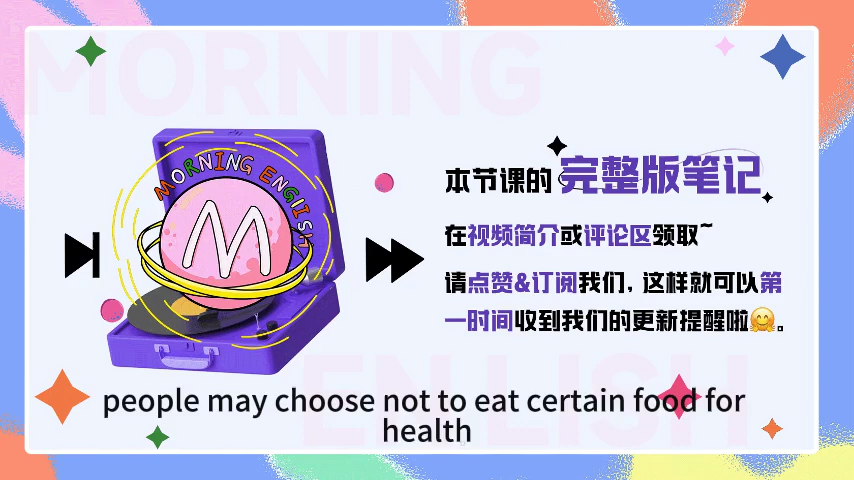 MORNING
MORNING ENGLISH
M
本节课的 完整版笔记
在视频简介或评论区领取~
请点赞&订阅我们,这样就可以第
一时间收到我们的更新提醒啦🤗。
EN LISH
people may choose not to eat certain food for
health